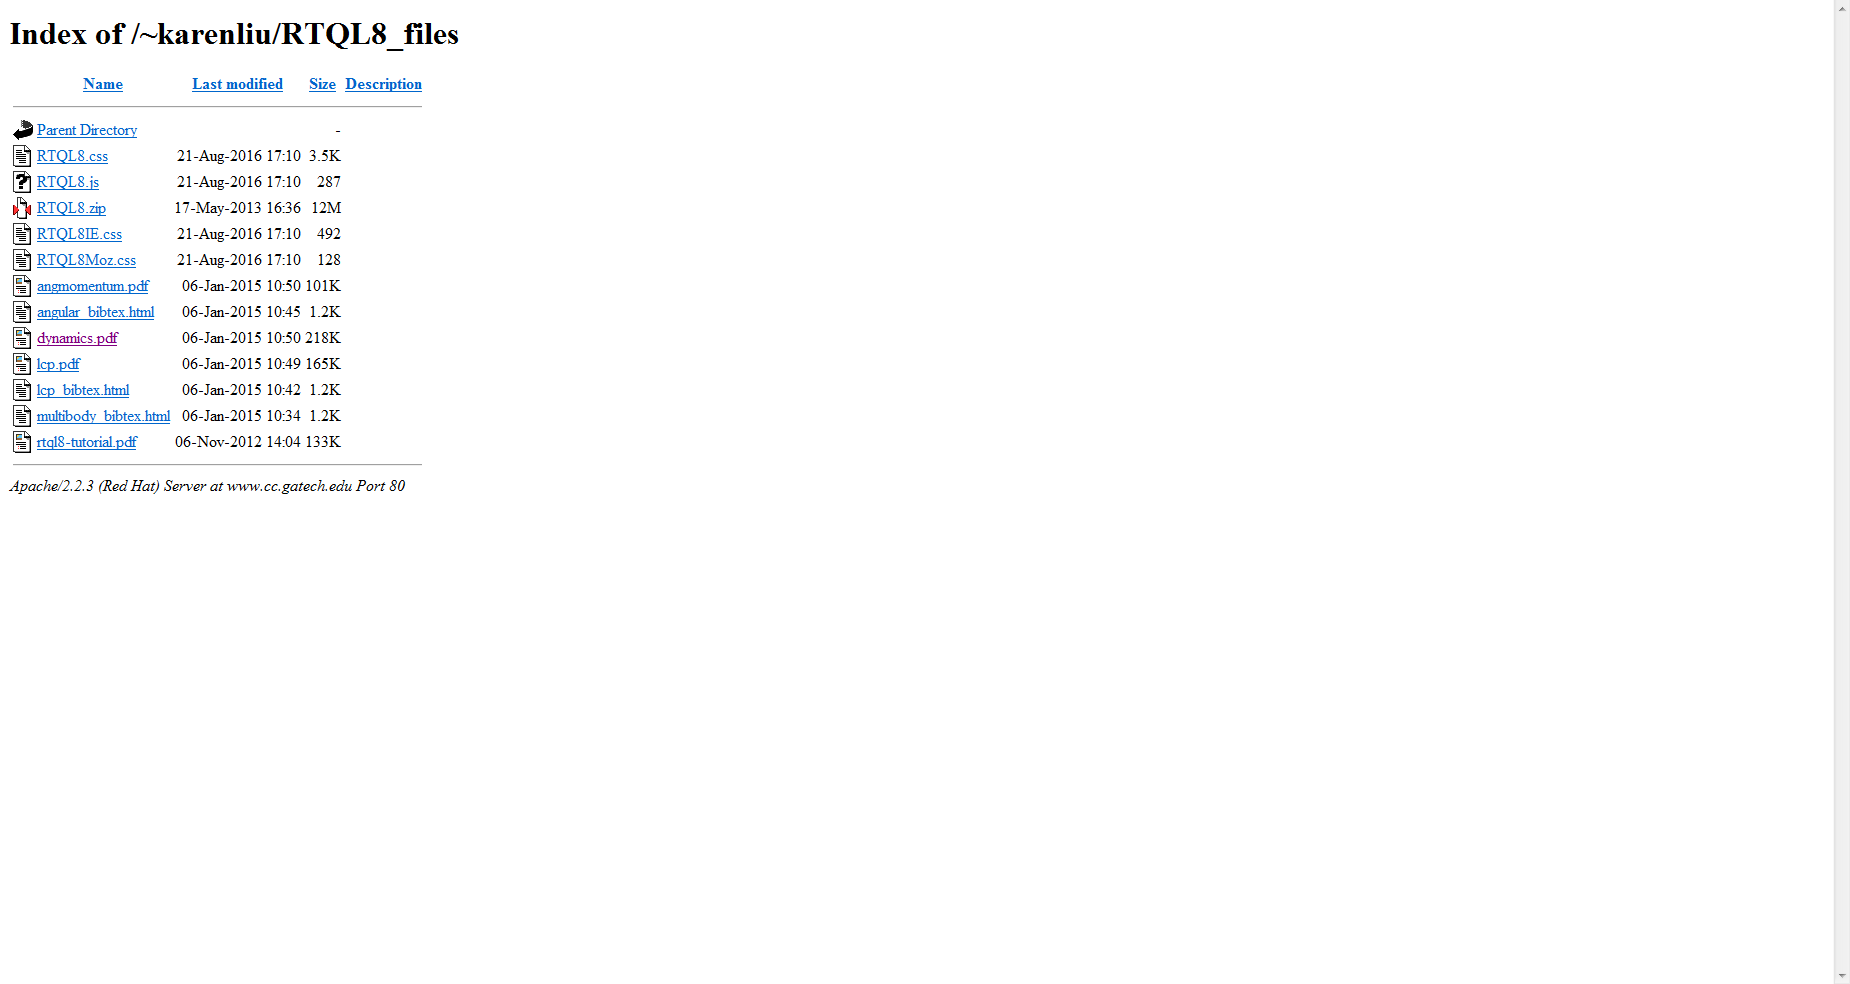 Index of /~karenliu/RTQL8_files
Name Last modified Size Description
Parent Directory -
RTQL8.css 21-Aug-2016 17:10 3.5K
RTQL8.js 21-Aug-2016 17:10 287
RTQL8.zip 17-May-2013 16:36 12M
RTQL8IE.css 21-Aug-2016 17:10 492
RTQL8Moz.css 21-Aug-2016 17:10 128
angmomentum.pdf 06-Jan-2015 10:50 101K
angular_bibtex.html 06-Jan-2015 10:45 1.2K
dynamics.pdf 06-Jan-2015 10:50 218K
lcp.pdf 06-Jan-2015 10:49 165K
lcp_bibtex.html 06-Jan-2015 10:42 1.2K
multibody_bibtex.html 06-Jan-2015 10:34 1.2K
rtql8-tutorial.pdf 06-Nov-2012 14:04 133K
Apache/2.2.3 (Red Hat) Server at www.cc.gatech.edu Port 80